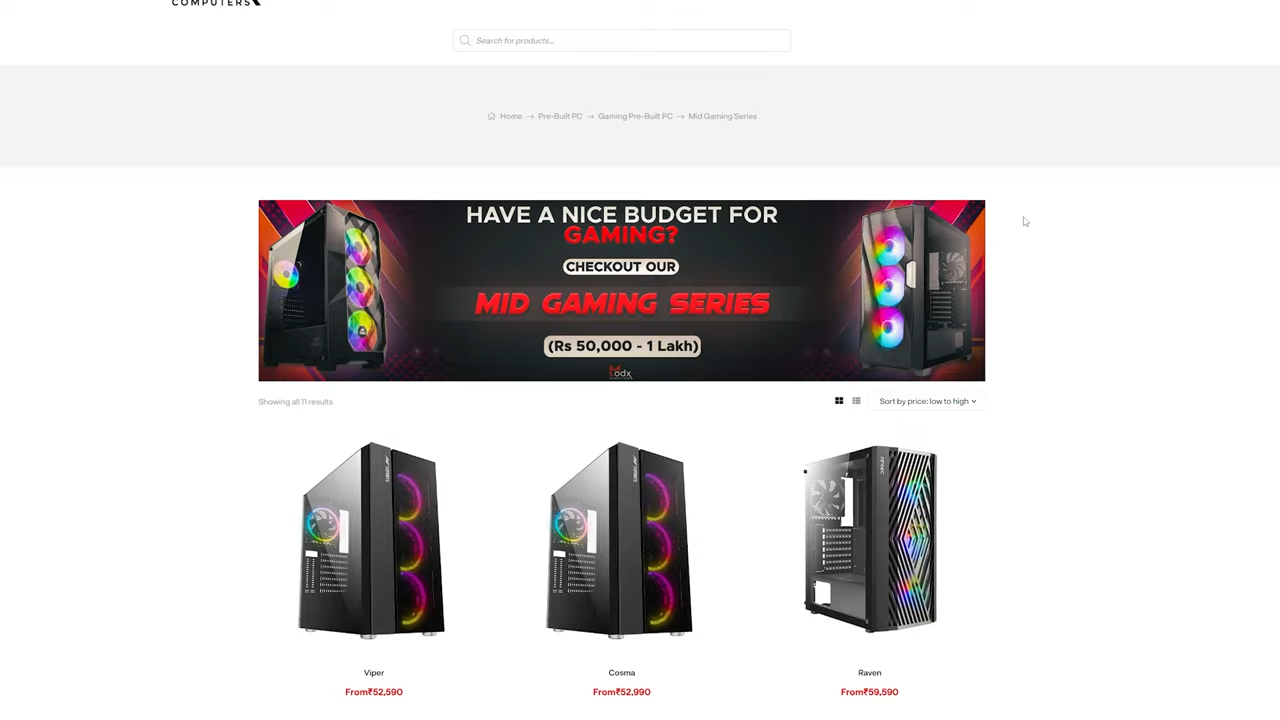 COMPUTERS
Search for products...
Home → Pre-Built PC → Gaming Pre-Built PC → Mid Gaming Series
HAVE A NICE BUDGET FOR
GAMING?
CHECKOUT OUR
MID GAMING SERIES
(Rs 50,000 - 1 Lakh)
Modx
Showing all 11 results
Sort by price: low to high
Viper
Cosma
Raven
From₹52,590
From₹52,990
From₹59,590